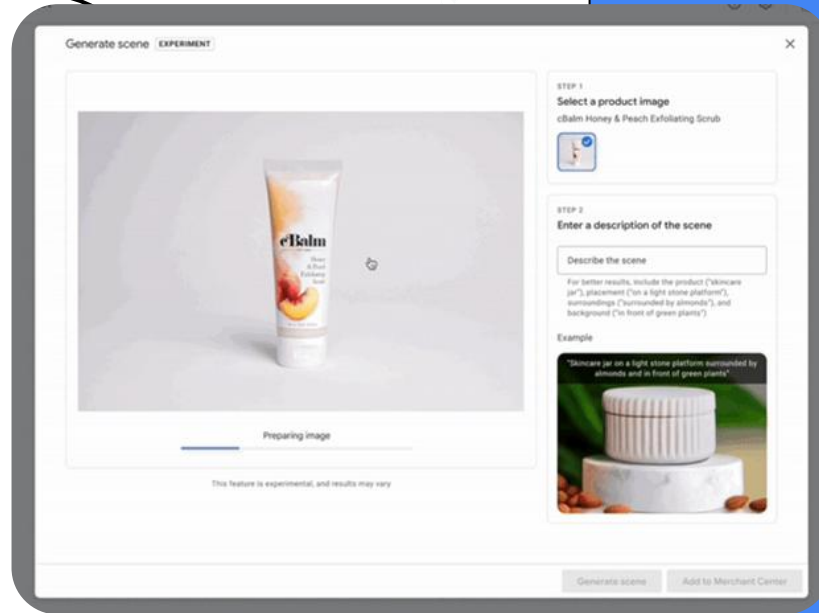 Generate scene EXPERIMENT
cBalm
Honey
& Peach
Exfoliating
Scrub
Preparing image
This feature is experimental, and results may vary
STEP 1
Select a product image
cBalm Honey & Peach Exfoliating Scrub
STEP 2
Enter a description of the scene
Describe the scene
For better results, include the product ("skincare
jar"), placement ("on a light stone platform"),
surroundings ("surrounded by almonds"), and
background ("in front of green plants")
Example
"Skincare jar on a light stone platform surrounded by
almonds and in front of green plants"
Generate scene
Add to Merchant Center